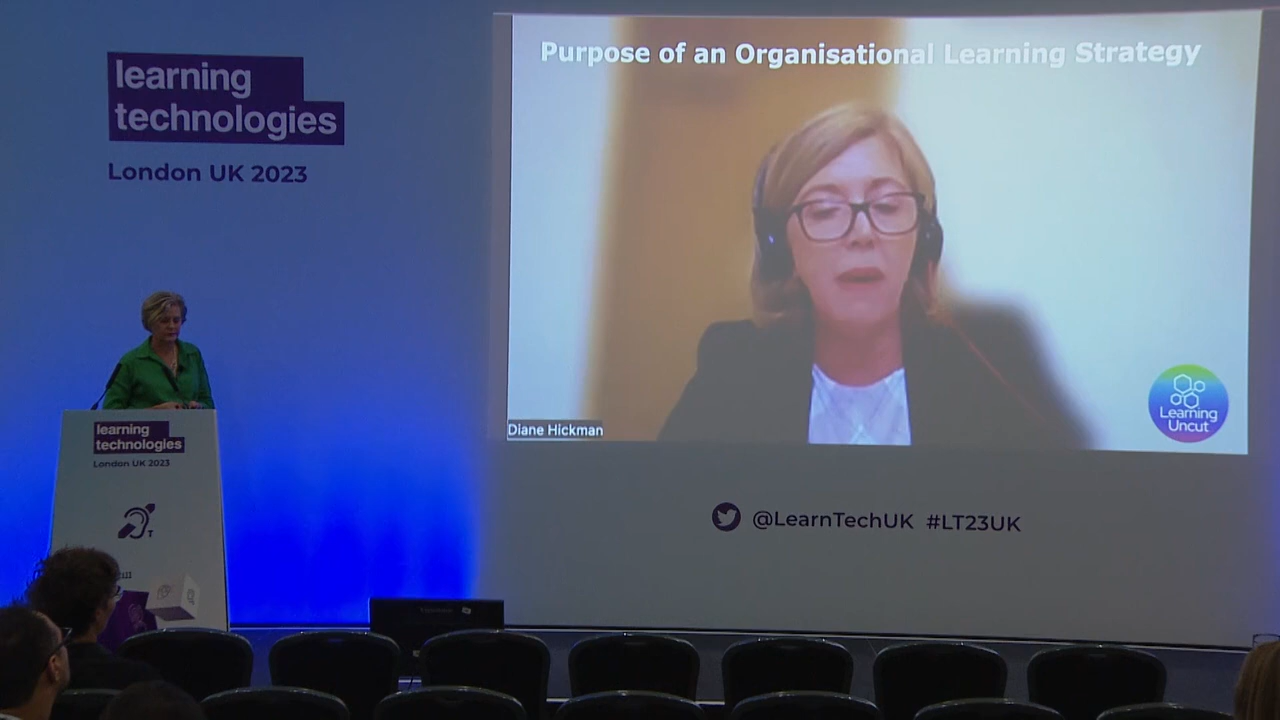 learning
technologies
London UK 2023
Purpose of an Organisational Learning Strategy
Diane Hickman
Learning
Uncut
@LearnTechUK #LT23UK
learning
technologies
London UK 2023
T